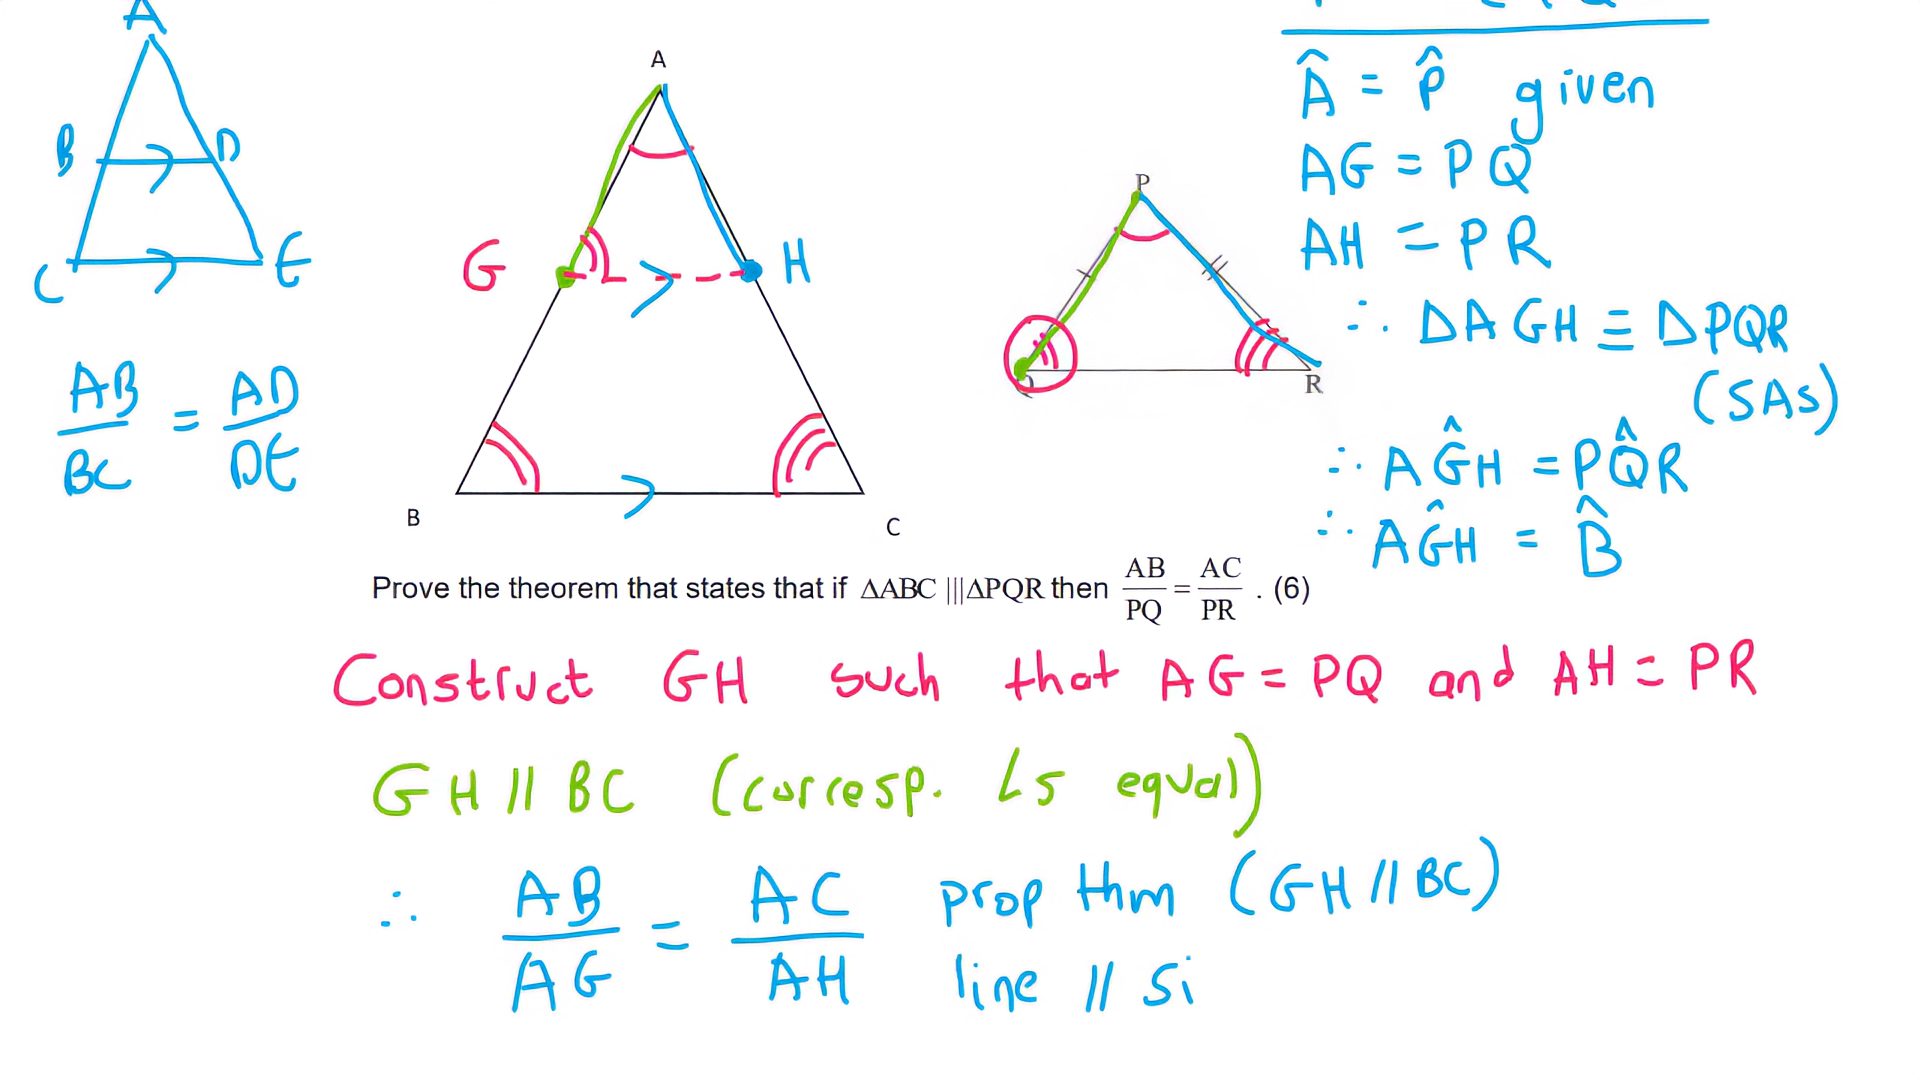 A
B
D
C
E
AB/BC = AD/DE
A
G
H
B
C
P
R
Â = P̂ given
AG = PQ
AH = PR
∴ ΔAGH ≡ ΔPQR
(SAS)
∴ AĜH = PQ̂R
∴ AĜH = B̂
Prove the theorem that states that if ΔABC ||| ΔPQR then AB/PQ = AC/PR . (6)
Construct GH such that AG = PQ and AH = PR
GH // BC (corresp. ∠s equal)
∴ AB/AG = AC/AH prop thm (GH // BC)
line // Si